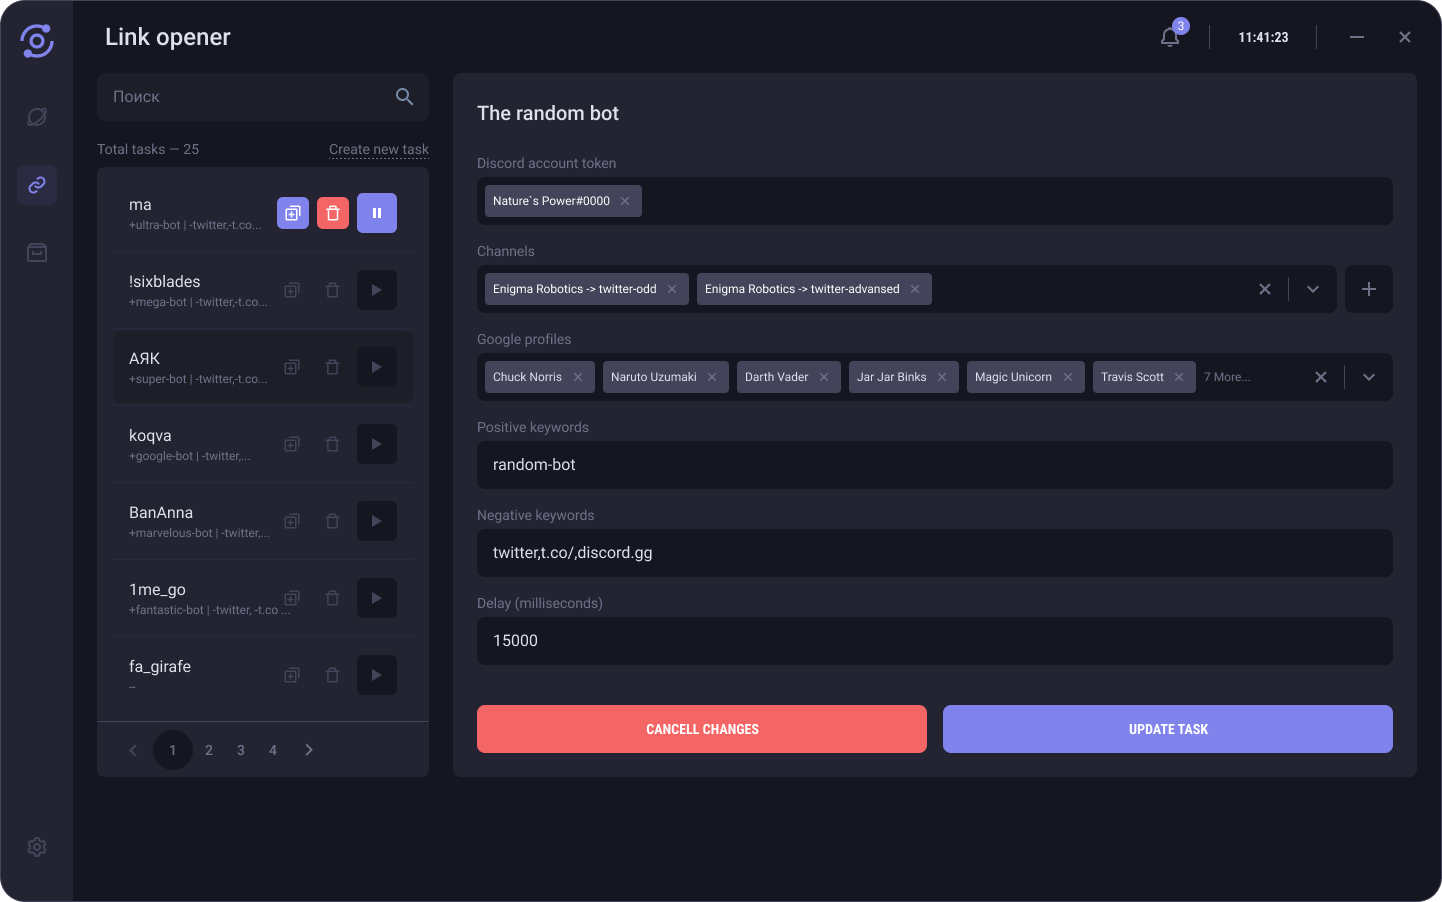 Link opener
3
11:41:23
Поиск
Total tasks — 25
Create new task
ma
+ultra-bot | -twitter,-t.co...
!sixblades
+mega-bot | -twitter,-t.co...
АЯК
+super-bot | -twitter,-t.co...
koqva
+google-bot | -twitter,...
BanAnna
+marvelous-bot | -twitter,...
1me_go
+fantastic-bot | -twitter, -t.co ...
fa_girafe
–
1 2 3 4
The random bot
Discord account token
Nature`s Power#0000
Channels
Enigma Robotics -> twitter-odd
Enigma Robotics -> twitter-advansed
Google profiles
Chuck Norris
Naruto Uzumaki
Darth Vader
Jar Jar Binks
Magic Unicorn
Travis Scott
7 More...
Positive keywords
random-bot
Negative keywords
twitter,t.co/,discord.gg
Delay (milliseconds)
15000
CANCELL CHANGES
UPDATE TASK